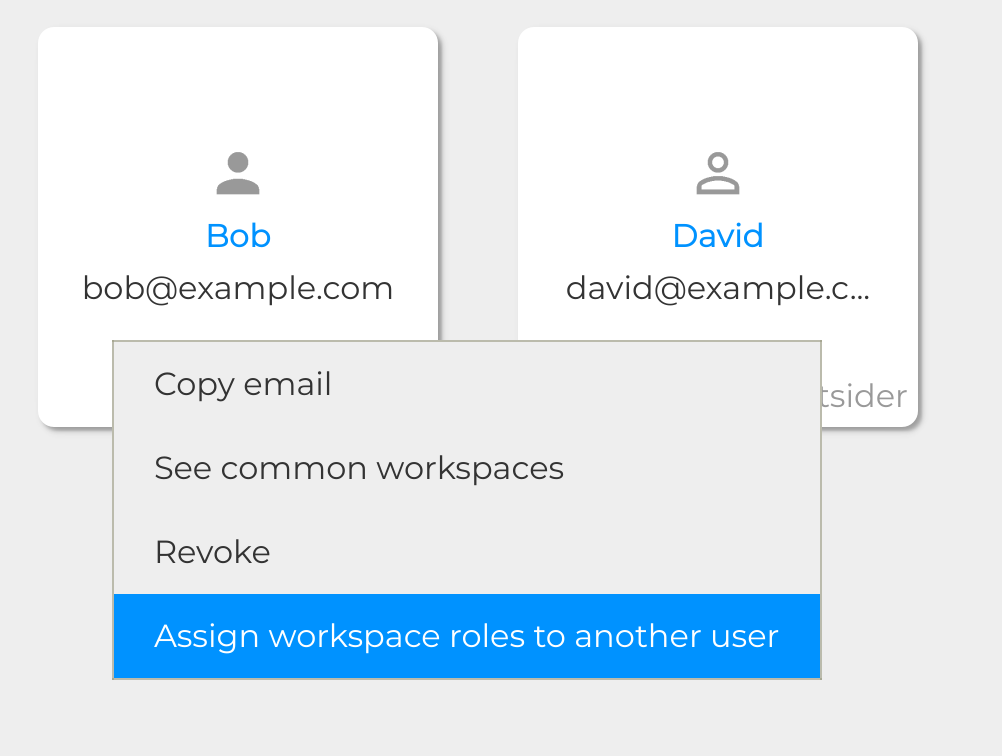 Bob
David
bob@example.com
david@example.c...
Copy email
tsider
See common workspaces
Revoke
Assign workspace roles to another user